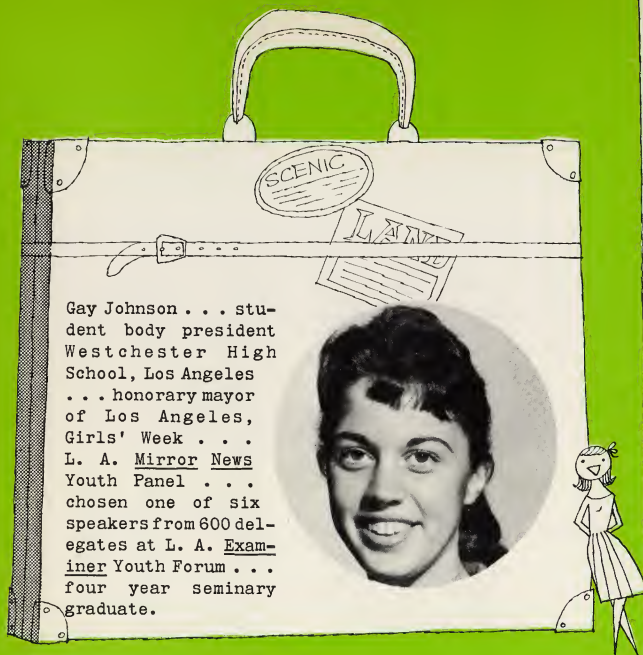 SCENIC
LAND
Gay Johnson . . . stu-
dent body president
Westchester High
School, Los Angeles
. . . honorary mayor
of Los Angeles,
Girls' Week . . .
L. A. Mirror News
Youth Panel . . .
chosen one of six
speakers from 600 del-
egates at L. A. Exam-
iner Youth Forum . . .
four year seminary
graduate.